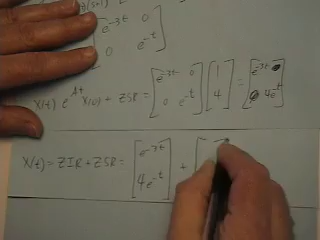 [e^-3t 0
0 e^-t]
X(t) e^At x(0) + ZSR = [e^-3t 0 0 e^-t] [1 4] = [e^-3t 4e^-t]
X(t) = ZIR + ZSR = [e^-3t 4e^-t] + [